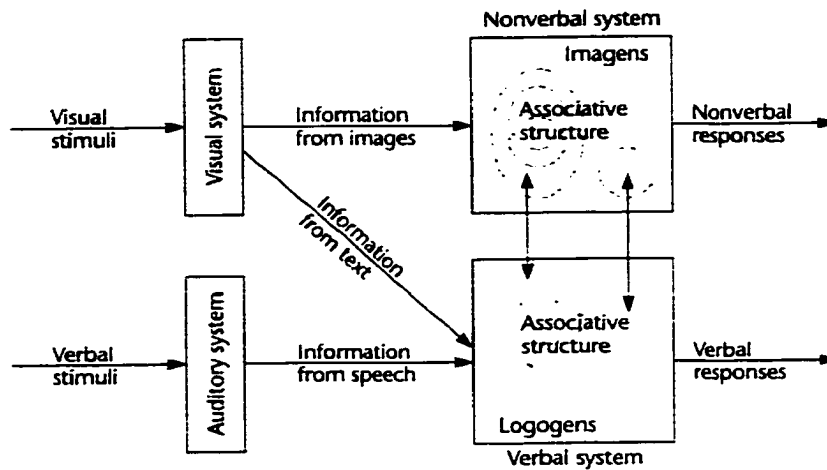 Nonverbal system
Imagens
Visual
stimuli
Visual system
Information
from images
Associative
structure
Nonverbal
responses
Information
from text
Verbal
stimuli
Auditory system
Information
from speech
Associative
structure
Verbal
responses
Logogens
Verbal system